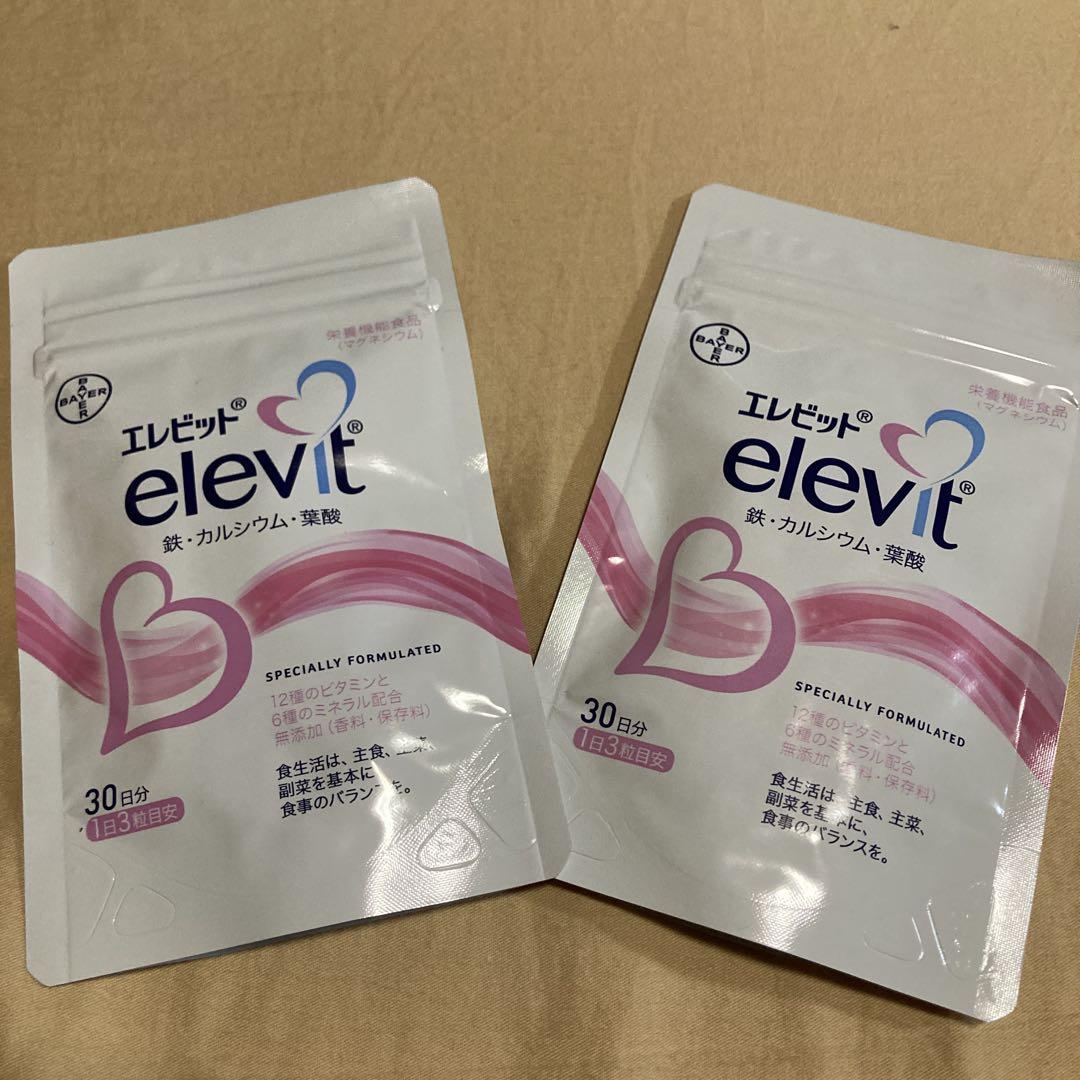 栄養機能食品
(マグネシウム)
BAYER
BAYER
エレビット®
elevit®
鉄・カルシウム・葉酸
SPECIALLY FORMULATED
12種のビタミンと
6種のミネラル配合
無添加(香料・保存料)
食生活は、主食、主菜、
副菜を基本に、
食事のバランスを。
30日分
1日3粒目安
栄養機能食品
(マグネシウム)
BAYER
BAYER
エレビット®
elevit®
鉄・カルシウム・葉酸
SPECIALLY FORMULATED
12種のビタミンと
6種のミネラル配合
無添加(香料・保存料)
食生活は、主食、主菜、
副菜を基本に、
食事のバランスを。
30日分
1日3粒目安